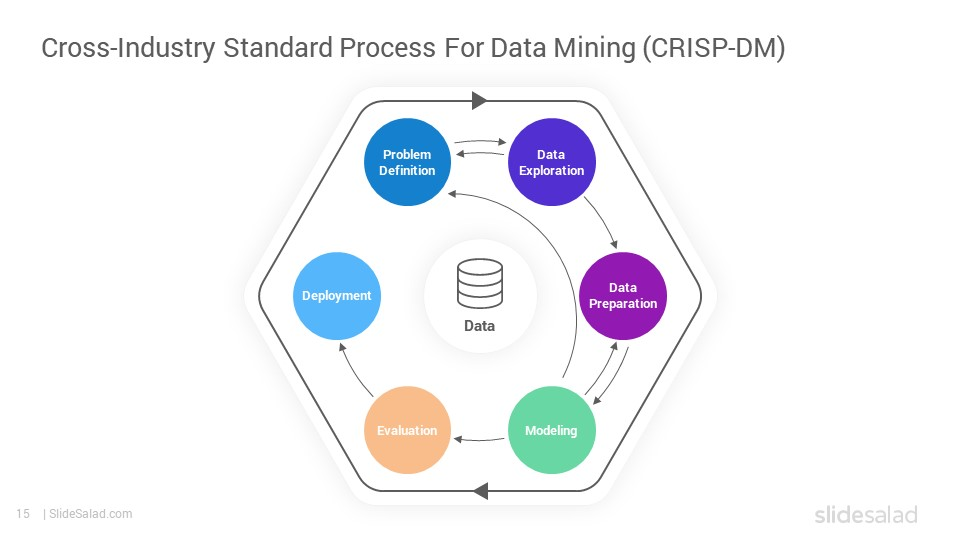 Cross-Industry Standard Process For Data Mining (CRISP-DM)
Problem
Definition
Data
Exploration
Deployment
Data
Data
Preparation
Evaluation
Modeling
15 | SlideSalad.com
slidesalad